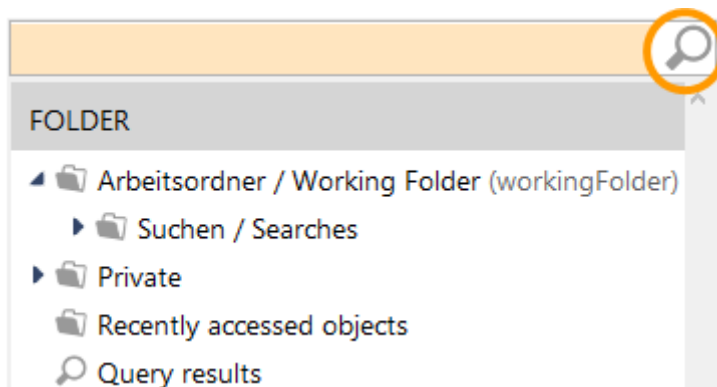 FOLDER
Arbeitsordner / Working Folder (workingFolder)
Suchen / Searches
Private
Recently accessed objects
Query results